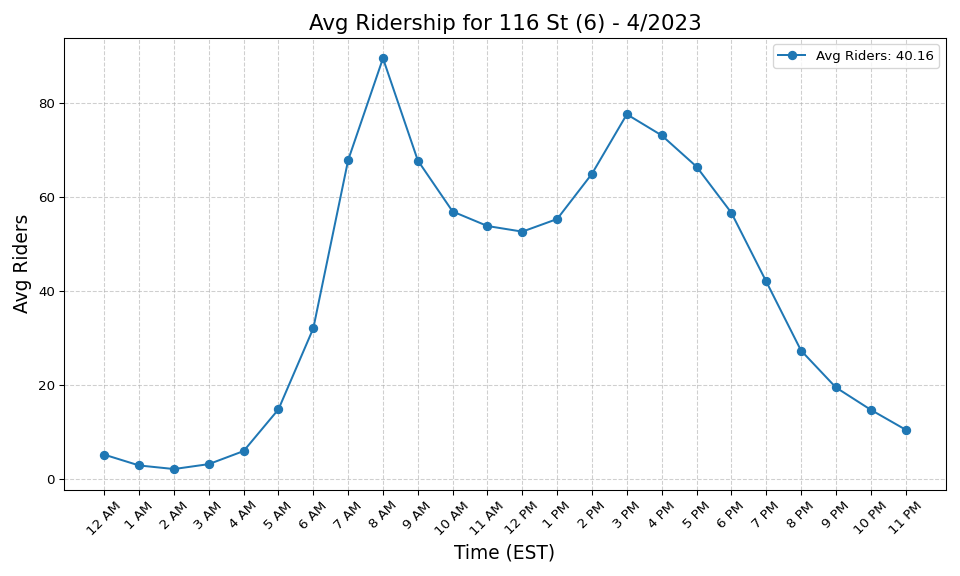 Avg Ridership for 116 St (6) - 4/2023
Avg Riders: 40.16
Avg Riders
80
60
40
20
0
12 AM
1 AM
2 AM
3 AM
4 AM
5 AM
6 AM
7 AM
8 AM
9 AM
10 AM
11 AM
12 PM
1 PM
2 PM
3 PM
4 PM
5 PM
6 PM
7 PM
8 PM
9 PM
10 PM
11 PM
Time (EST)